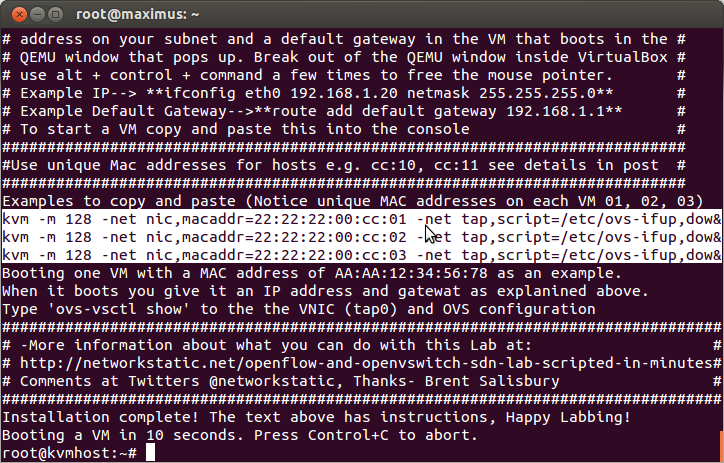 root@maximus: ~
# address on your subnet and a default gateway in the VM that boots in the #
# QEMU window that pops up. Break out of the QEMU window inside VirtualBox #
# use alt + control + command a few times to free the mouse pointer. #
# Example IP--> **ifconfig eth0 192.168.1.20 netmask 255.255.255.0** #
# Example Default Gateway-->**route add default gateway 192.168.1.1** #
# To start a VM copy and paste this into the console #
############################################################################
#Use unique Mac addresses for hosts e.g. cc:10, cc:11 see details in post #
############################################################################
Examples to copy and paste (Notice unique MAC addresses on each VM 01, 02, 03)
kvm -m 128 -net nic,macaddr=22:22:22:00:cc:01 -net tap,script=/etc/ovs-ifup,dow&
kvm -m 128 -net nic,macaddr=22:22:22:00:cc:02 -net tap,script=/etc/ovs-ifup,dow&
kvm -m 128 -net nic,macaddr=22:22:22:00:cc:03 -net tap,script=/etc/ovs-ifup,dow&
Booting one VM with a MAC address of AA:AA:12:34:56:78 as an example.
When it boots you give it an IP address and gatewat as explanined above.
Type 'ovs-vsctl show' to the the VNIC (tap0) and OVS configuration
################################################################################
# -More information about what you can do with this Lab at: #
# http://networkstatic.net/openflow-and-openvswitch-sdn-lab-scripted-in-minutes#
# Comments at Twitters @networkstatic, Thanks- Brent Salisbury #
################################################################################
Installation complete! The text above has instructions, Happy Labbing!
Booting a VM in 10 seconds. Press Control+C to abort.
root@kvmhost:~#